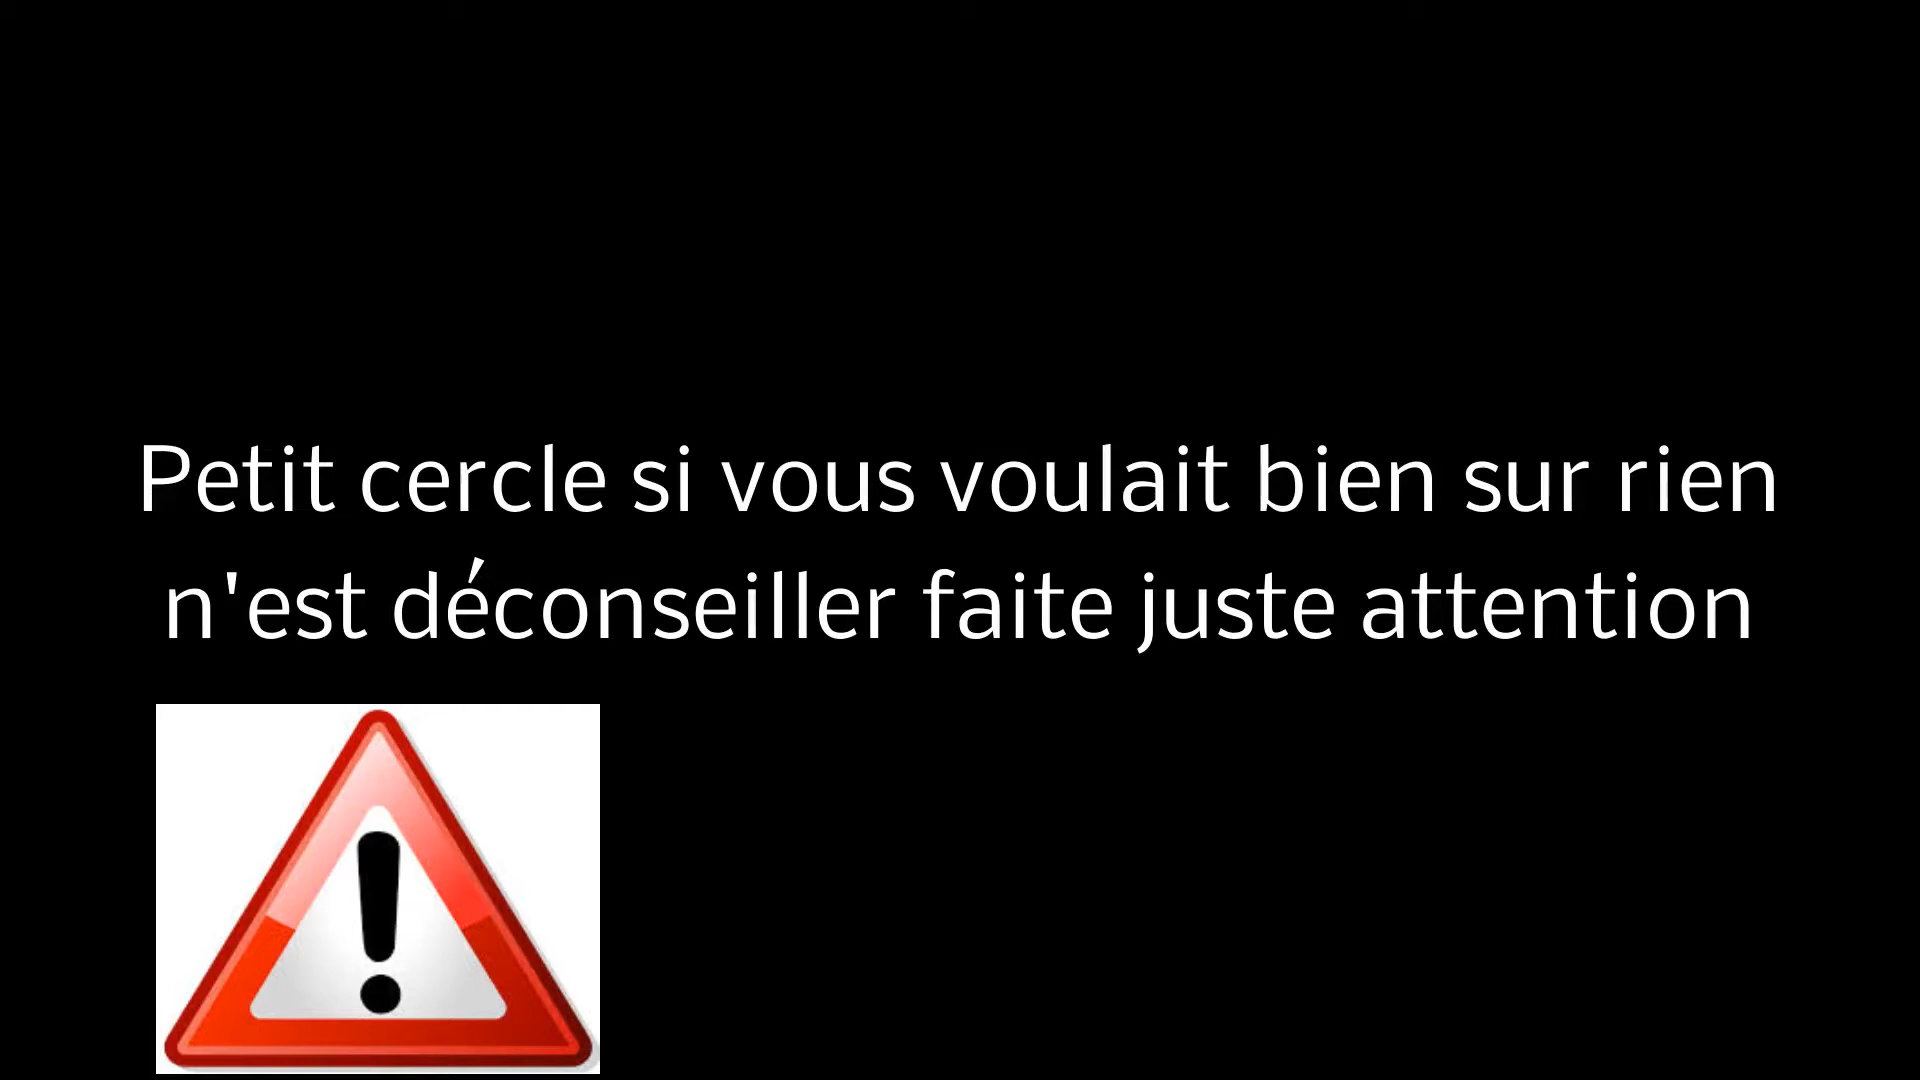 Petit cercle si vous voulait bien sur rien
n'est déconseiller faite juste attention